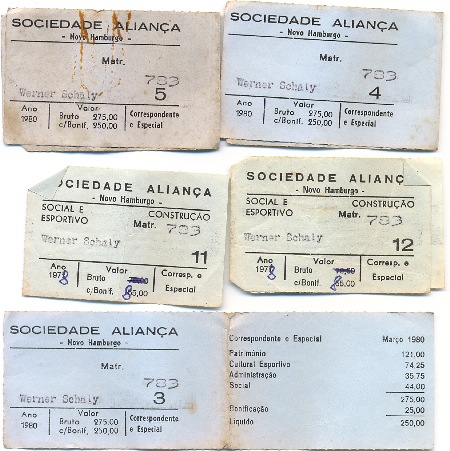 SOCIEDADE ALIANÇA
- Novo Hamburgo -
Matr.
783
Werner Schaly
5
Ano Valor Correspondente
1980 Bruto 275,00 e Especial
c/Bonif. 250,00
SOCIEDADE ALIANÇA
- Novo Hamburgo -
Matr.
783
Werner Schaly
4
Ano Valor Correspondente
1980 Bruto 275,00 e Especial
c/Bonif. 250,00
OCIEDADE ALIANÇA
- Novo Hamburgo -
SOCIAL E CONSTRUÇÃO
ESPORTIVO Matr. 783
Werner Schaly
11
Ano Valor Corresp. e
1978 Bruto Especial
c/Bonif. 85,00
SOCIEDADE ALIANÇ
- Novo Hamburgo -
SOCIAL E CONSTRUÇÃO
ESPORTIVO Matr. 783
Werner Schaly
12
Ano Valor Corresp. e
1978 Bruto Especial
c/Bonif. 85,00
SOCIEDADE ALIANÇA
- Novo Hamburgo -
Matr.
783
Werner Schaly
3
Ano Valor Correspondente
1980 Bruto 275,00 e Especial
c/Bonif. 250,00
Correspondente e Especial Março 1980
Patrimônio 121,00
Cultural Esportivo 74,25
Administração 35,75
Social 44,00
275,00
Bonificação 25,00
Líquido 250,00